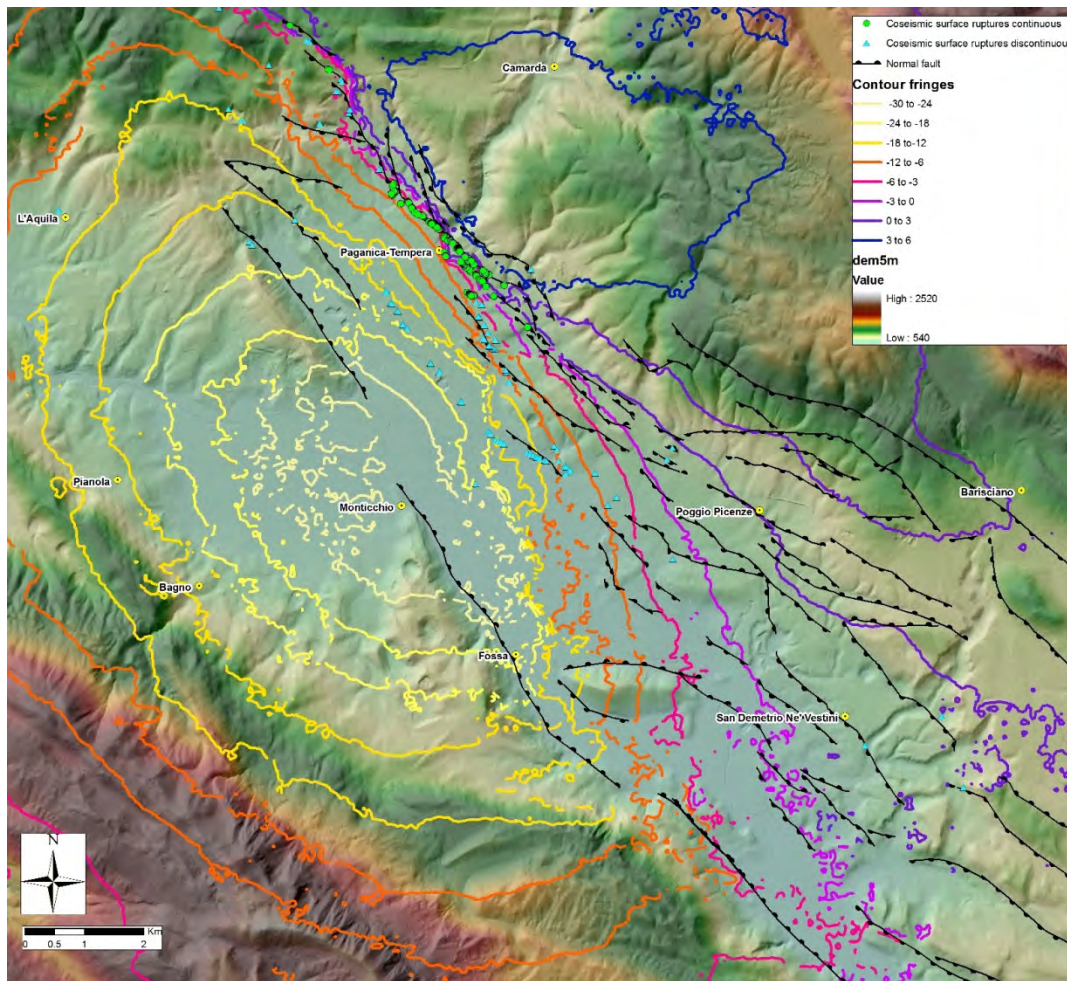 Coseismic surface ruptures continuous
Coseismic surface ruptures discontinuous
Normal fault
Contour fringes
-30 to -24
-24 to -18
-18 to-12
-12 to -6
-6 to -3
-3 to 0
0 to 3
3 to 6
dem5m
Value
High : 2520
Low : 540
Camarda
L'Aquila
Paganica-Tempera
Pianola
Monticchio
Poggio Picenze
Barisciano
Bagno
Fossa
San Demetrio Ne' Vestini
N
Km
0 0.5 1 2